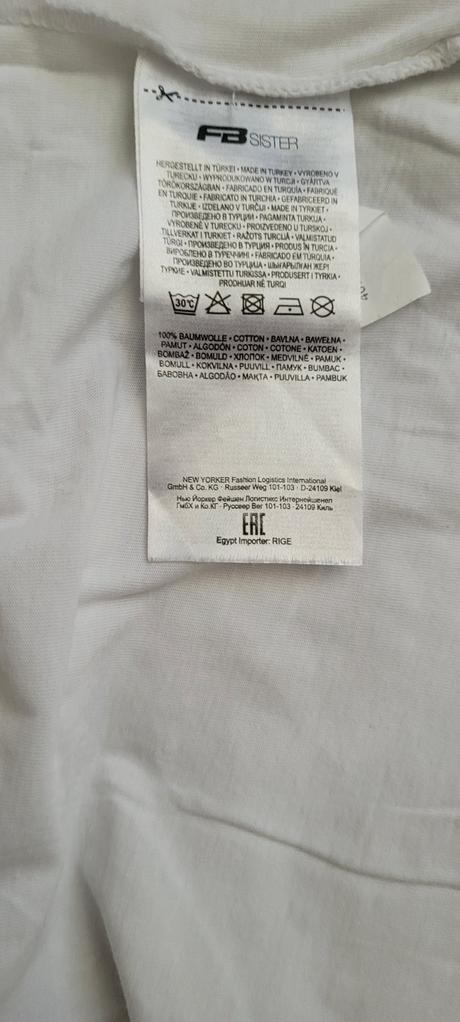 FB SISTER
HERGESTELLT IN TÜRKEI • MADE IN TURKEY • VYROBENO V
TURECKU • WYPRODUKOWANO W TURCJI • GYÁRTVA
TÖRÖKORSZÁGBAN • FABRICADO EN TURQUÍA • FABRIQUÉ
EN TURQUIE • FABRICATO IN TURCHIA • GEFABRICEERD IN
TURKIJE • IZDELANO V TURČIJI • MADE IN TYRKIET •
ПРОИЗВЕДЕНО В ТУРЦИИ • PAGAMINTA TURKIJA •
VYROBENÉ V TURECKU • PROIZVEDENO U TURSKOJ •
TILLVERKAT I TURKIET • RAŽOTS TURCIJĀ • VALMISTATUD
TÜRGI • ПРОИЗВЕДЕНО В ТУРЦИЯ • PRODUS ÎN TURCIA •
ВИРОБЛЕНО В ТУРЕЧЧИНІ • FABRICADO EM TURQUIA •
ПРОИЗВЕДЕНО ВО ТУРЦИЈА • ШЫҒАРЫЛҒАН ЖЕРІ
ТУРКИЕ • VALMISTETTU TURKISSA • PRODUSERT I TYRKIA •
PRODHUAR NË TURQI
30°C
100% BAUMWOLLE • COTTON • BAVLNA • BAWEŁNA •
PAMUT • ALGODÓN • COTON • COTONE • KATOEN •
BOMBAŽ • BOMULD • ХЛОПОК • MEDVILNĖ • PAMUK •
BOMULL • KOKVILNA • PUUVILL • ПАМУК • BUMBAC •
БАВОВНА • ALGODÃO • МАҚТА • PUUVILLA • PAMBUK
NEW YORKER Fashion Logistics International
GmbH & Co. KG • Russeer Weg 101-103 • D-24109 Kiel
Нью Йоркер Фейшен Логистикс Интернейшенел
ГмбХ и Ко.КГ • Руссеер Вег 101-103 • 24109 Киль
EAC
Egypt Importer: RIGE